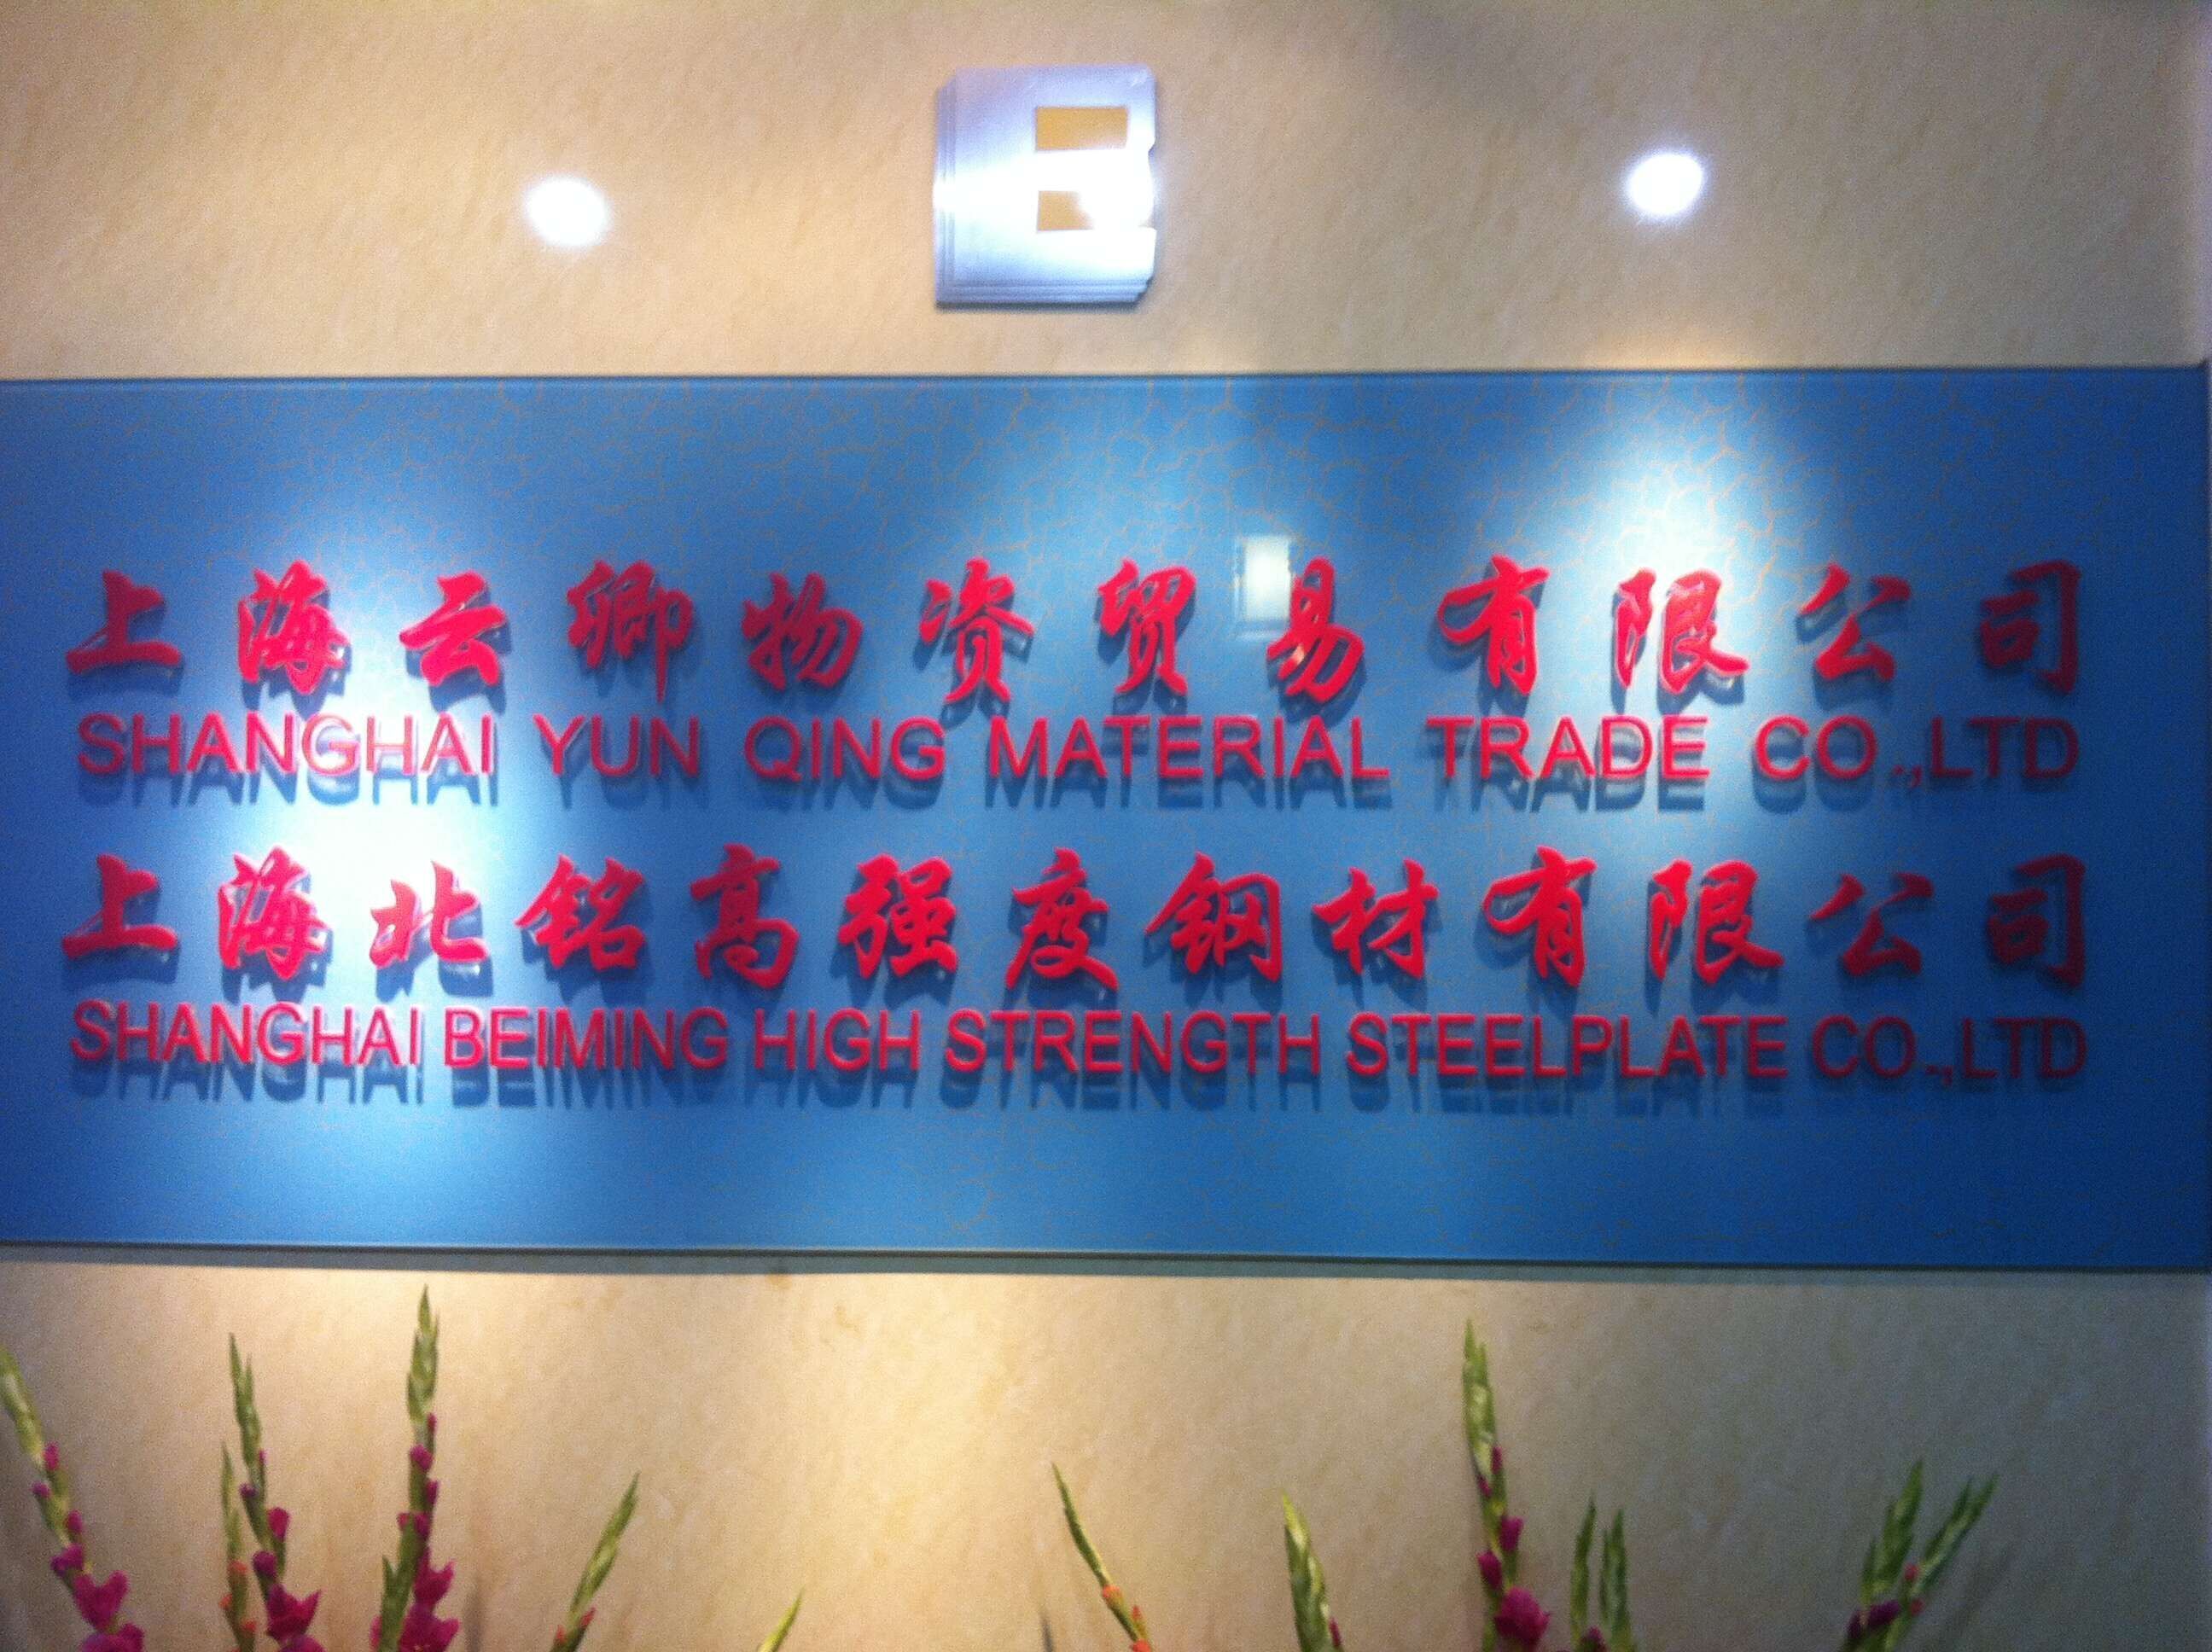 上海云卿物资贸易有限公司
SHANGHAI YUN QING MATERIAL TRADE CO.,LTD
上海北铭高强度钢材有限公司
SHANGHAI BEIMING HIGH STRENGTH STEELPLATE CO.,LTD